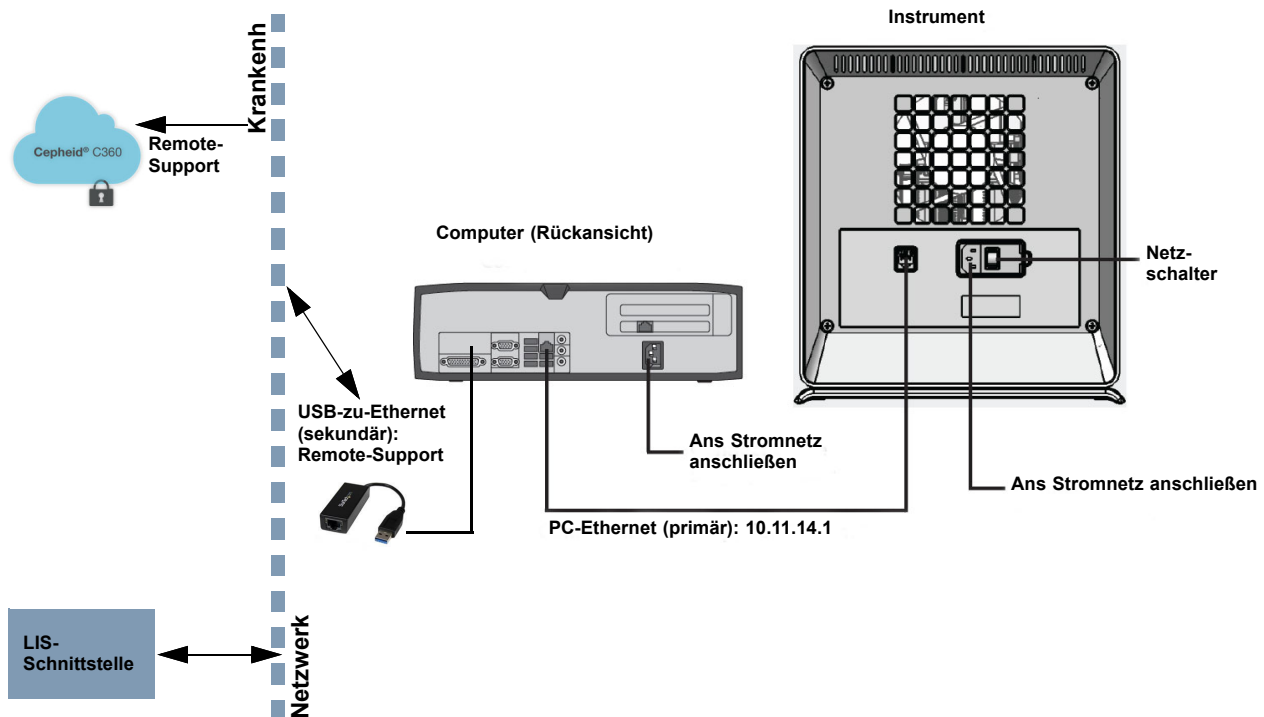 Instrument
Krankenh
Cepheid® C360
Remote-
Support
Computer (Rückansicht)
Netz-
schalter
USB-zu-Ethernet
(sekundär):
Remote-Support
Ans Stromnetz
anschließen
Ans Stromnetz anschließen
PC-Ethernet (primär): 10.11.14.1
LIS-
Schnittstelle
Netzwerk